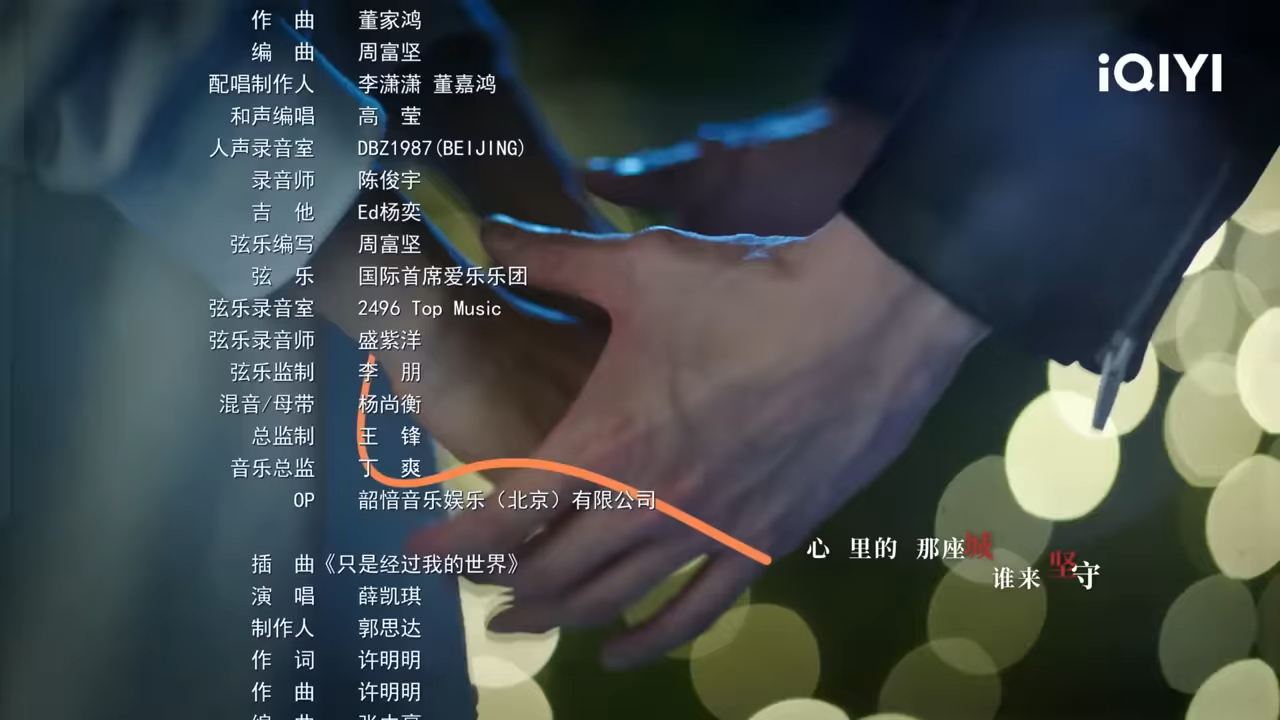 作 曲 董家鸿
编 曲 周富坚
配唱制作人 李潇潇 董嘉鸿
和声编唱 高 莹
人声录音室 DBZ1987(BEIJING)
录音师 陈俊宇
吉 他 Ed杨奕
弦乐编写 周富坚
弦 乐 国际首席爱乐乐团
弦乐录音室 2496 Top Music
弦乐录音师 盛紫洋
弦乐监制 李 朋
混音/母带 杨尚衡
总监制 王 锋
音乐总监 丁 爽
OP 韶愔音乐娱乐（北京）有限公司
插 曲《只是经过我的世界》
演 唱 薛凯琪
制作人 郭思达
作 词 许明明
作 曲 许明明
iQIYI
心 里的 那座城
谁来 坚守